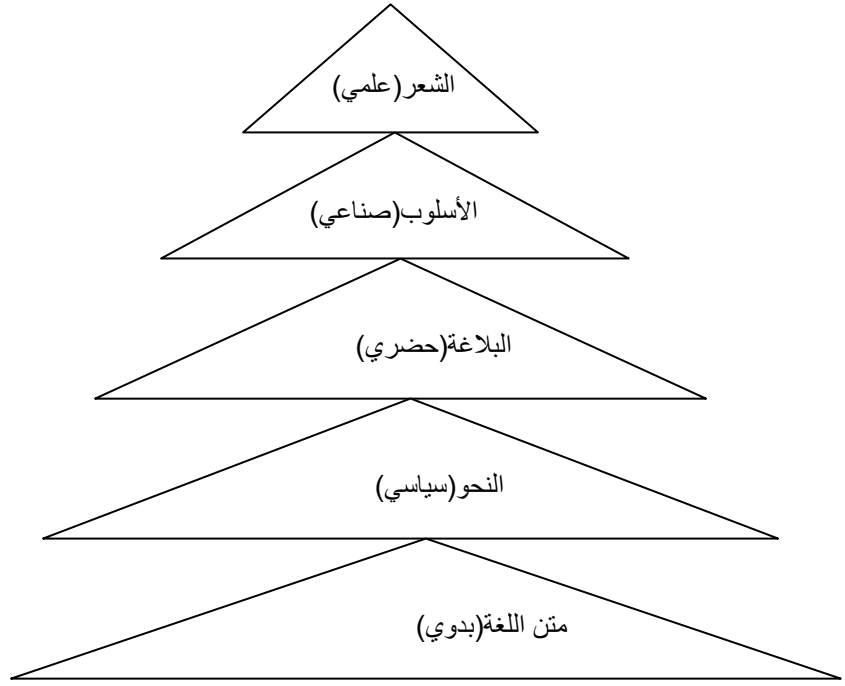 الشعر(علمي)
الأسلوب(صناعي)
البلاغة(حضري)
النحو(سياسي)
متن اللغة(بدوي)